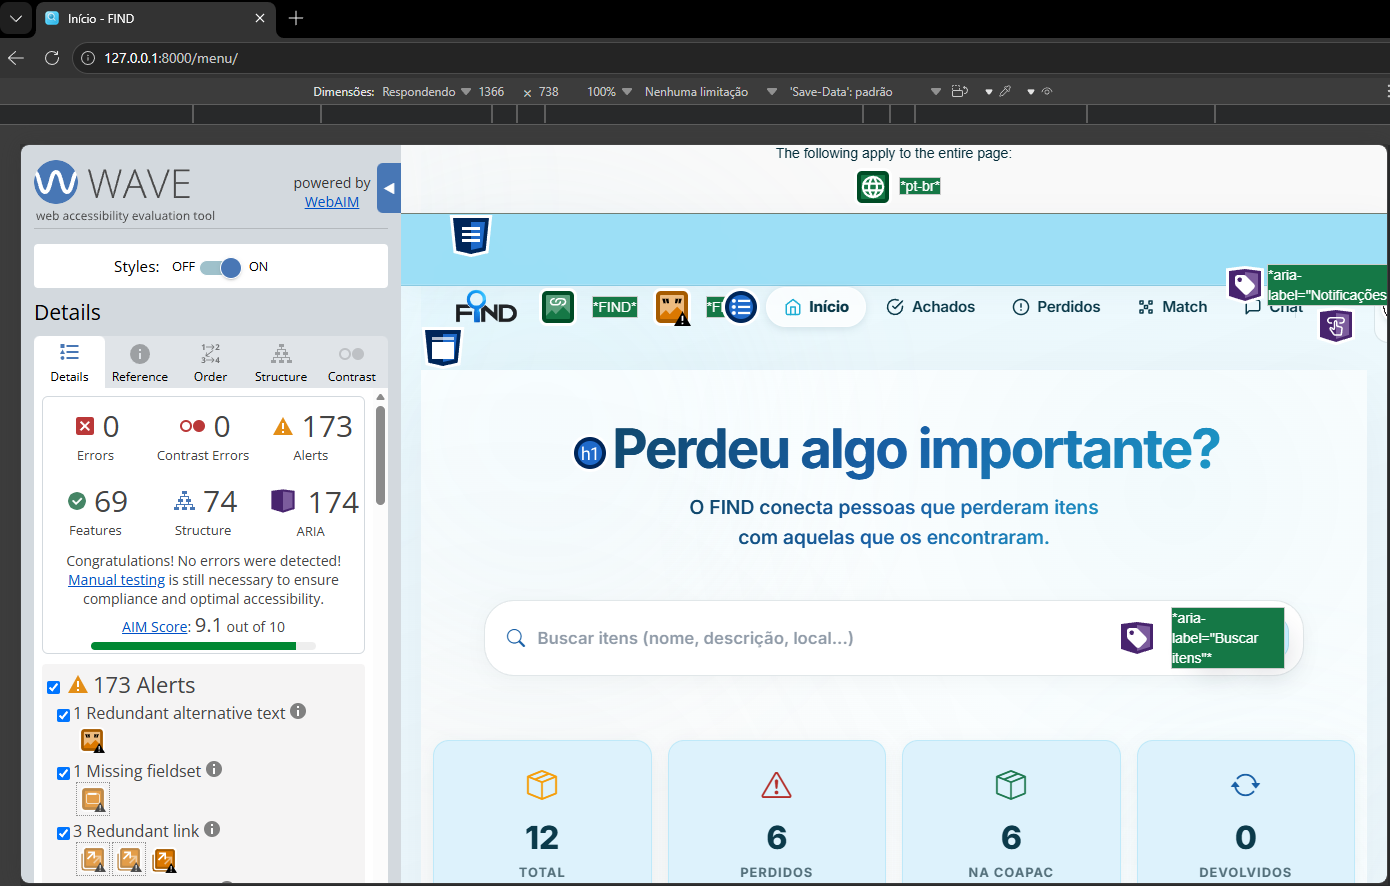 Início - FIND
127.0.0.1:8000/menu/
Dimensões: Respondendo 1366 x 738 100% Nenhuma limitação 'Save-Data': padrão
WAVE
web accessibility evaluation tool
powered by
WebAIM
Styles: OFF ON
Details
Details
Reference
Order
Structure
Contrast
0
Errors
0
Contrast Errors
173
Alerts
69
Features
74
Structure
174
ARIA
Congratulations! No errors were detected!
Manual testing is still necessary to ensure
compliance and optimal accessibility.
AIM Score: 9.1 out of 10
173 Alerts
1 Redundant alternative text
1 Missing fieldset
3 Redundant link
The following apply to the entire page:
*pt-br*
FIND
*FIND*
*F
Início
Achados
Perdidos
Match
Chat
*aria-
label="Notificações
h1
Perdeu algo importante?
O FIND conecta pessoas que perderam itens
com aquelas que os encontraram.
Buscar itens (nome, descrição, local...)
*aria-
label="Buscar
itens"*
12
TOTAL
6
PERDIDOS
6
NA COAPAC
0
DEVOLVIDOS